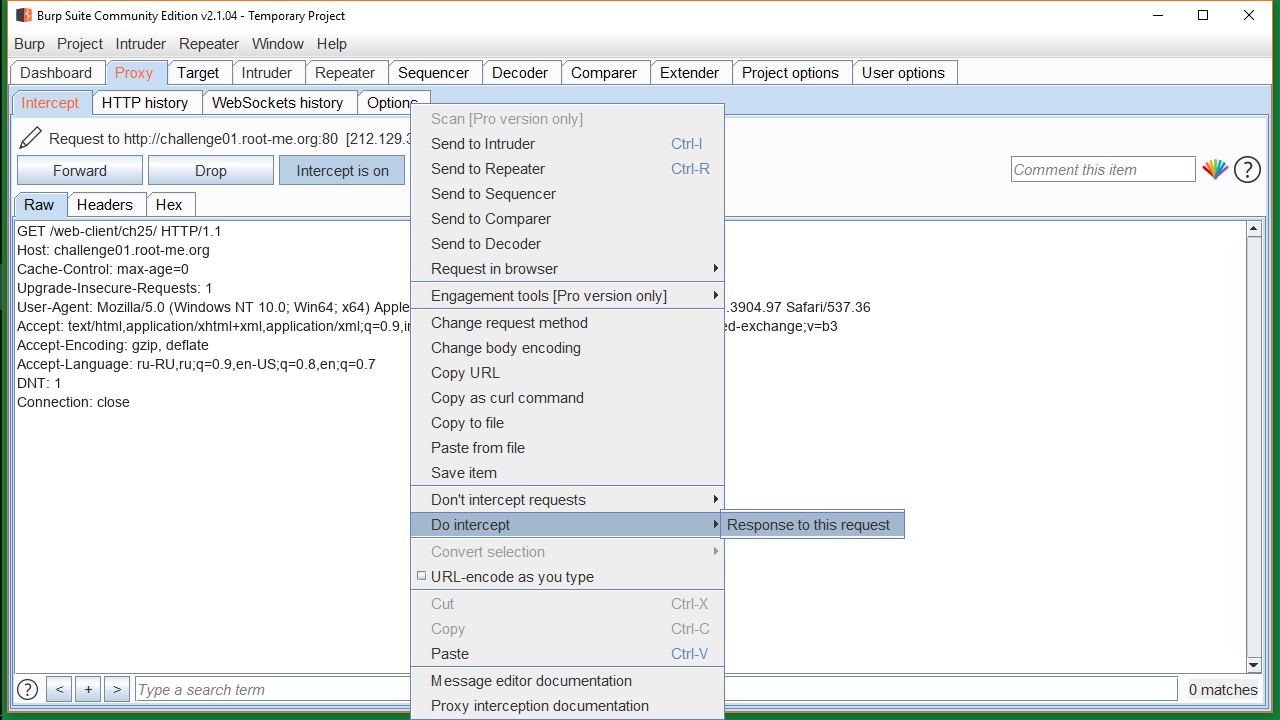 Burp Suite Community Edition v2.1.04 - Temporary Project
Burp Project Intruder Repeater Window Help
Dashboard Proxy Target Intruder Repeater Sequencer Decoder Comparer Extender Project options User options
Intercept HTTP history WebSockets history Options
Request to http://challenge01.root-me.org:80 [212.129.3
Forward Drop Intercept is on Comment this item ?
Raw Headers Hex
GET /web-client/ch25/ HTTP/1.1
Host: challenge01.root-me.org
Cache-Control: max-age=0
Upgrade-Insecure-Requests: 1
User-Agent: Mozilla/5.0 (Windows NT 10.0; Win64; x64) Apple .3904.97 Safari/537.36
Accept: text/html,application/xhtml+xml,application/xml;q=0.9,i ed-exchange;v=b3
Accept-Encoding: gzip, deflate
Accept-Language: ru-RU,ru;q=0.9,en-US;q=0.8,en;q=0.7
DNT: 1
Connection: close
Scan [Pro version only]
Send to Intruder Ctrl-I
Send to Repeater Ctrl-R
Send to Sequencer
Send to Comparer
Send to Decoder
Request in browser
Engagement tools [Pro version only]
Change request method
Change body encoding
Copy URL
Copy as curl command
Copy to file
Paste from file
Save item
Don't intercept requests
Do intercept
Response to this request
Convert selection
URL-encode as you type
Cut Ctrl-X
Copy Ctrl-C
Paste Ctrl-V
Message editor documentation
Proxy interception documentation
? < + > Type a search term 0 matches